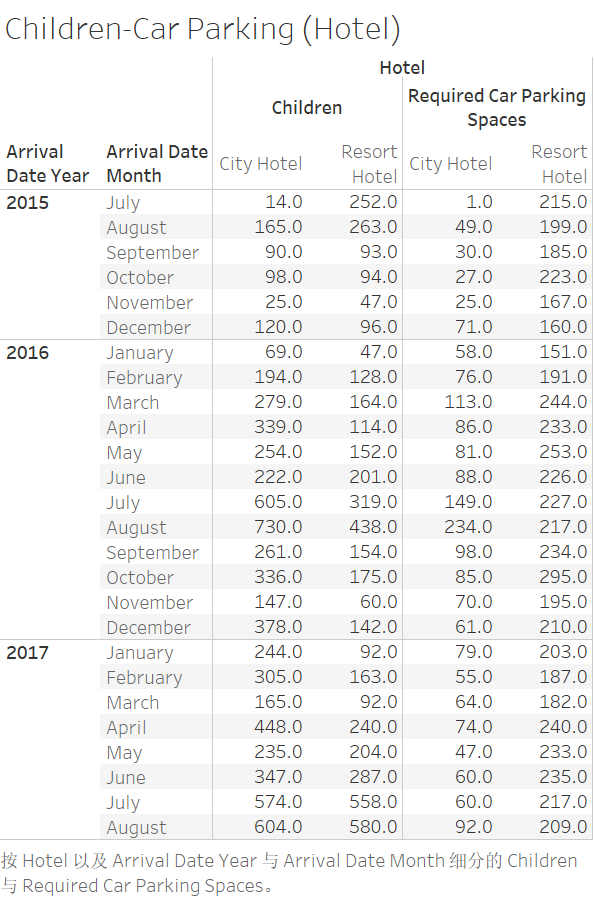 Children-Car Parking (Hotel)
Hotel
Children
Required Car Parking
Spaces
Arrival
Date Year
Arrival Date
Month
City Hotel
Resort
Hotel
City Hotel
Resort
Hotel
2015 July 14.0 252.0 1.0 215.0
August 165.0 263.0 49.0 199.0
September 90.0 93.0 30.0 185.0
October 98.0 94.0 27.0 223.0
November 25.0 47.0 25.0 167.0
December 120.0 96.0 71.0 160.0
2016 January 69.0 47.0 58.0 151.0
February 194.0 128.0 76.0 191.0
March 279.0 164.0 113.0 244.0
April 339.0 114.0 86.0 233.0
May 254.0 152.0 81.0 253.0
June 222.0 201.0 88.0 226.0
July 605.0 319.0 149.0 227.0
August 730.0 438.0 234.0 217.0
September 261.0 154.0 98.0 234.0
October 336.0 175.0 85.0 295.0
November 147.0 60.0 70.0 195.0
December 378.0 142.0 61.0 210.0
2017 January 244.0 92.0 79.0 203.0
February 305.0 163.0 55.0 187.0
March 165.0 92.0 64.0 182.0
April 448.0 240.0 74.0 240.0
May 235.0 204.0 47.0 233.0
June 347.0 287.0 60.0 235.0
July 574.0 558.0 60.0 217.0
August 604.0 580.0 92.0 209.0
按 Hotel 以及 Arrival Date Year 与 Arrival Date Month 细分的 Children
与 Required Car Parking Spaces。